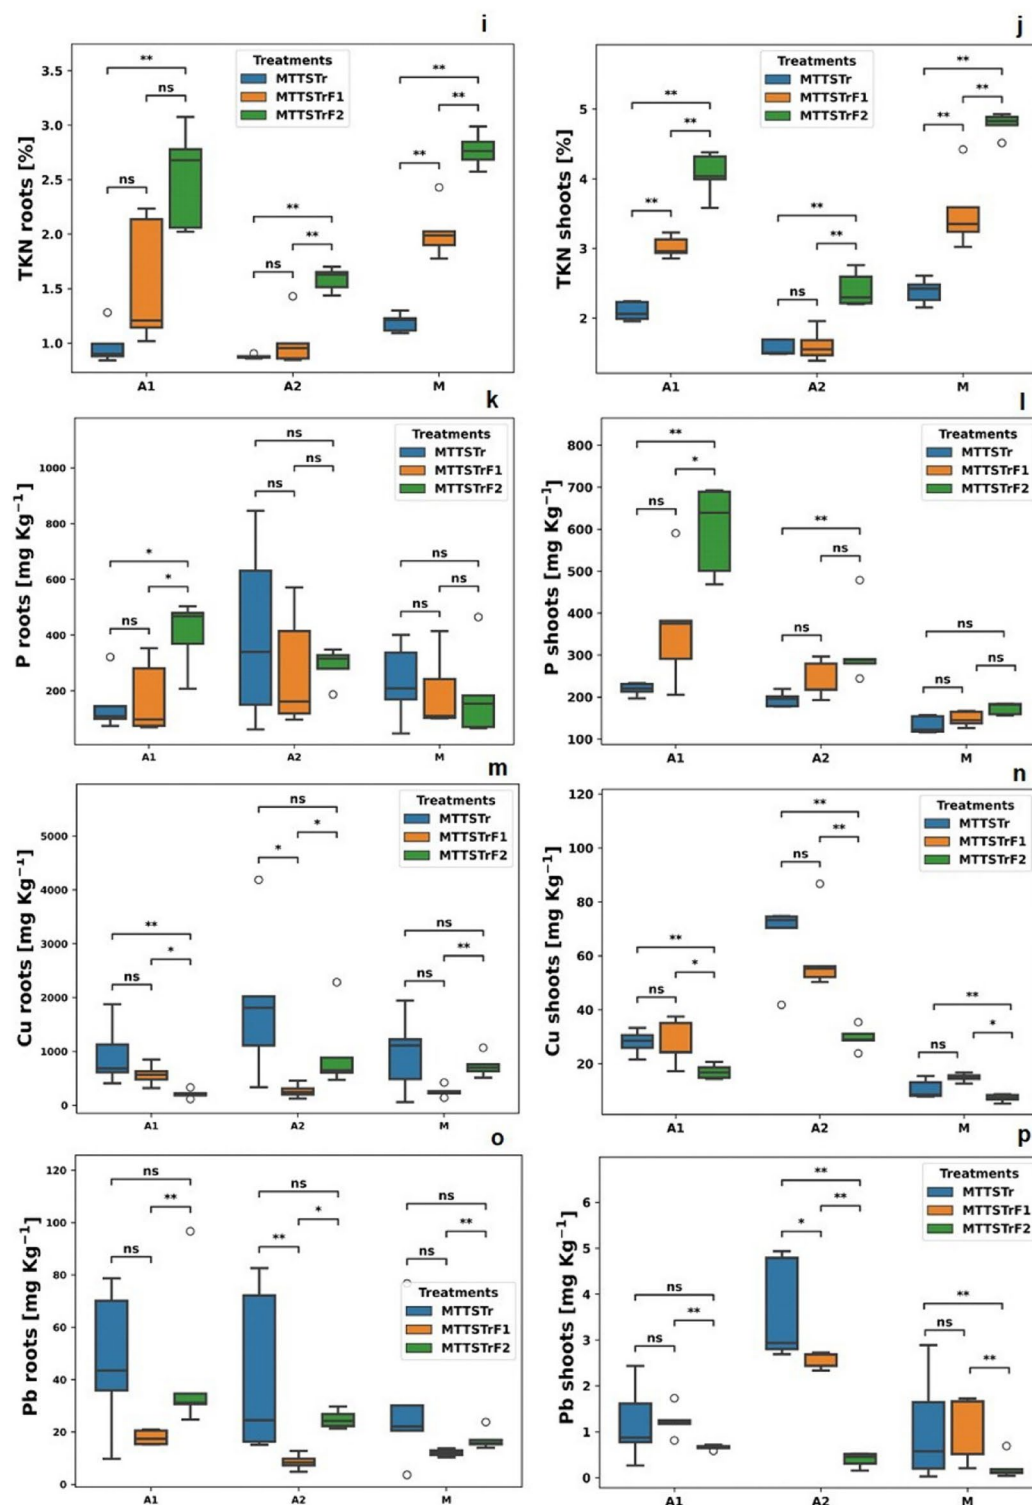 i
TKN roots [%]
3.5
3.0
2.5
2.0
1.5
1.0
Treatments
MTTSTr
MTTSTrF1
MTTSTrF2
**
ns
ns
**
**
ns
**
**
**
A1
A2
M
j
TKN shoots [%]
5
4
3
2
Treatments
MTTSTr
MTTSTrF1
MTTSTrF2
**
**
**
**
**
ns
**
**
**
A1
A2
M
k
P roots [mg Kg⁻¹]
1000
800
600
400
200
Treatments
MTTSTr
MTTSTrF1
MTTSTrF2
*
*
ns
ns
ns
ns
ns
ns
ns
A1
A2
M
l
P shoots [mg Kg⁻¹]
800
700
600
500
400
300
200
100
Treatments
MTTSTr
MTTSTrF1
MTTSTrF2
**
*
ns
**
ns
ns
ns
ns
ns
A1
A2
M
m
Cu roots [mg Kg⁻¹]
5000
4000
3000
2000
1000
0
Treatments
MTTSTr
MTTSTrF1
MTTSTrF2
**
*
ns
ns
*
*
ns
**
ns
A1
A2
M
n
Cu shoots [mg Kg⁻¹]
120
100
80
60
40
20
Treatments
MTTSTr
MTTSTrF1
MTTSTrF2
**
*
ns
**
**
ns
**
*
ns
A1
A2
M
o
Pb roots [mg Kg⁻¹]
120
100
80
60
40
20
0
Treatments
MTTSTr
MTTSTrF1
MTTSTrF2
ns
**
ns
ns
*
**
ns
**
ns
A1
A2
M
p
Pb shoots [mg Kg⁻¹]
6
5
4
3
2
1
0
Treatments
MTTSTr
MTTSTrF1
MTTSTrF2
ns
**
ns
**
**
*
**
ns
**
A1
A2
M